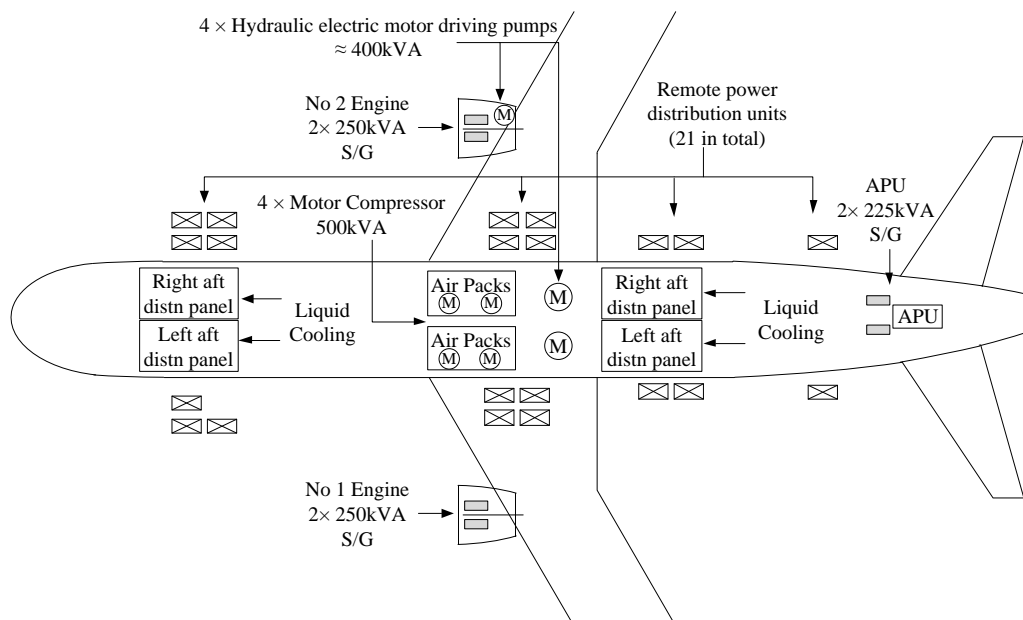 4 × Hydraulic electric motor driving pumps
≈ 400kVA
No 2 Engine
2× 250kVA
S/G
M
Remote power
distribution units
(21 in total)
4 × Motor Compressor
500kVA
APU
2× 225kVA
S/G
Right aft
distn panel
Left aft
distn panel
Liquid
Cooling
Air Packs
M M
Air Packs
M M
M
M
Right aft
distn panel
Left aft
distn panel
Liquid
Cooling
APU
No 1 Engine
2× 250kVA
S/G